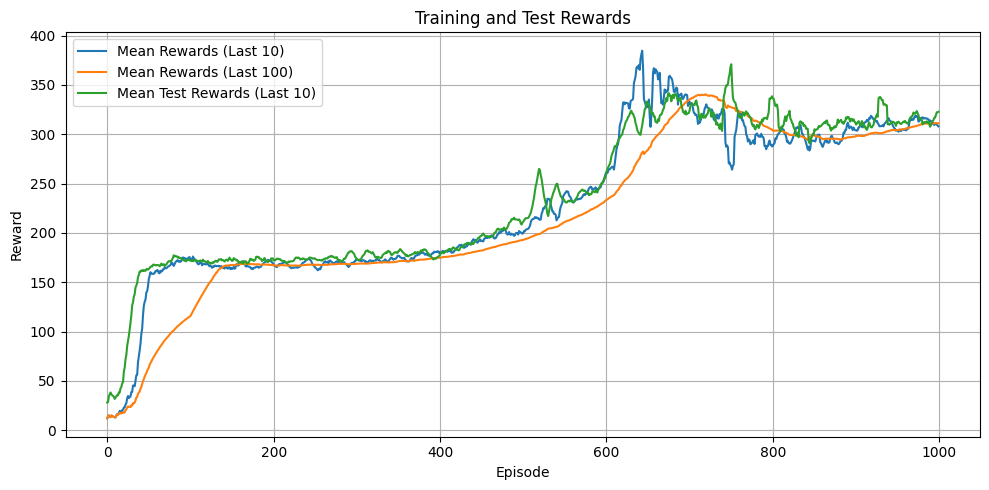 Training and Test Rewards
Mean Rewards (Last 10)
Mean Rewards (Last 100)
Mean Test Rewards (Last 10)
Reward
400
350
300
250
200
150
100
50
0
0 200 400 600 800 1000
Episode